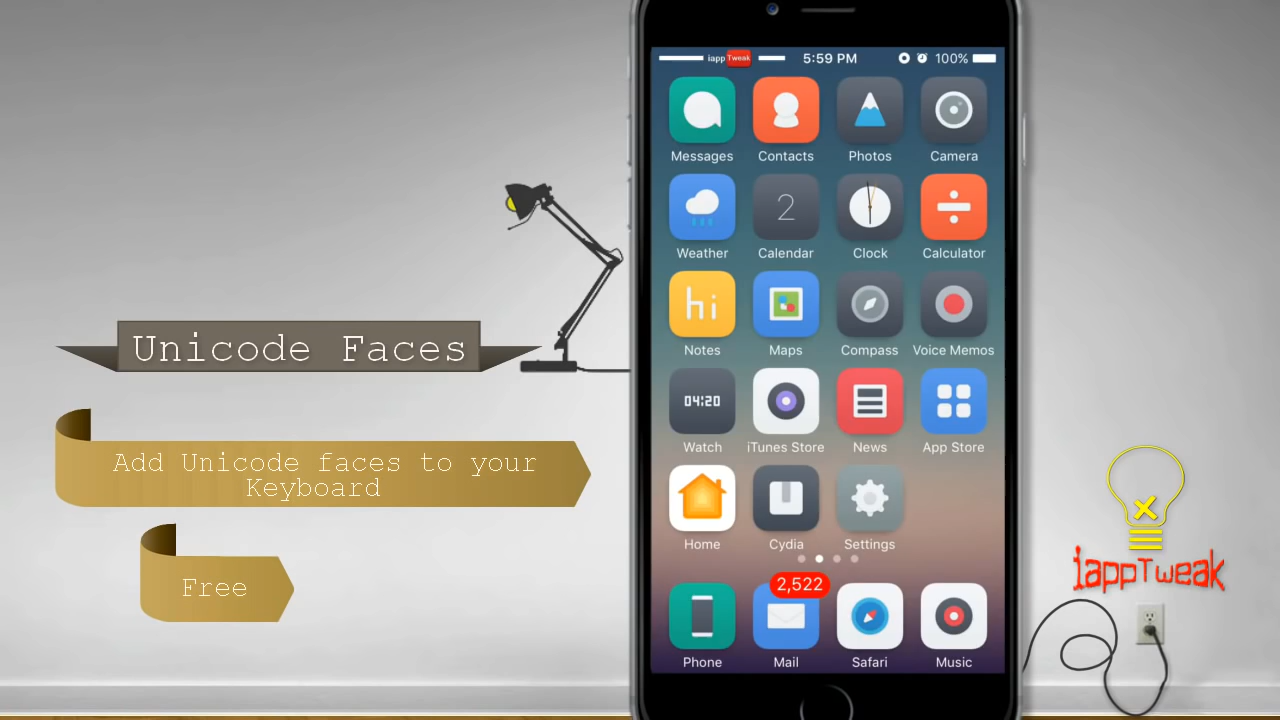 iapp Tweak 5:59 PM 100%
Messages Contacts Photos Camera
2
Weather Calendar Clock Calculator
hi
Notes Maps Compass Voice Memos
04:20
Watch iTunes Store News App Store
Home Cydia Settings
2,522
Phone Mail Safari Music
Unicode Faces
Add Unicode faces to your
Keyboard
Free
iappTweak